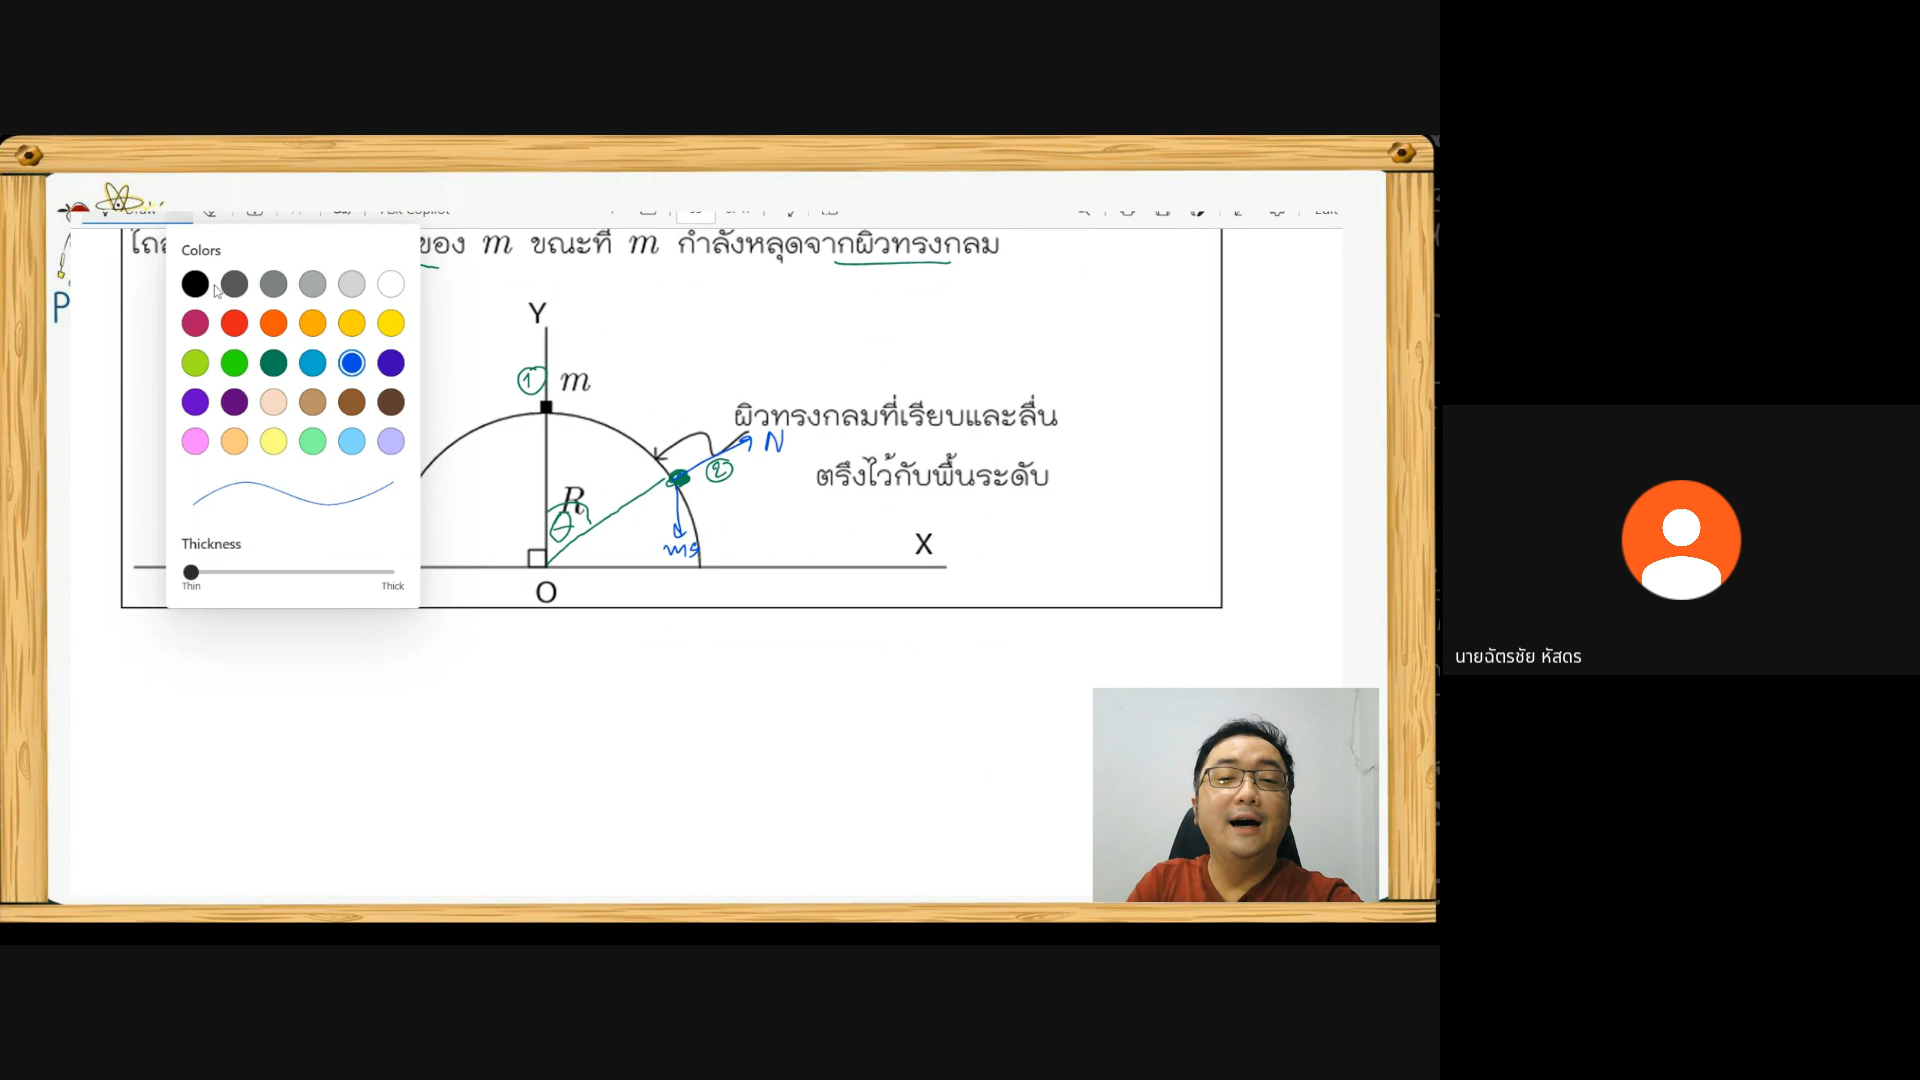 Colors
ของ m ขณะที่ m กำลังหลุดจากผิวทรงกลม
P
Y
① m
ผิวทรงกลมที่เรียบและลื่น
N
②
ตรึงไว้กับพื้นระดับ
R
θ
mg
X
O
Thickness
Thin Thick
นายฉัตรชัย หัสดร